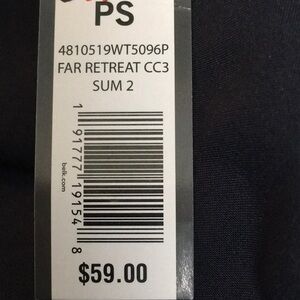 PS
4810519WT5096P
FAR RETREAT CC3
SUM 2
1 91777 19154 8
belk.com
$59.00